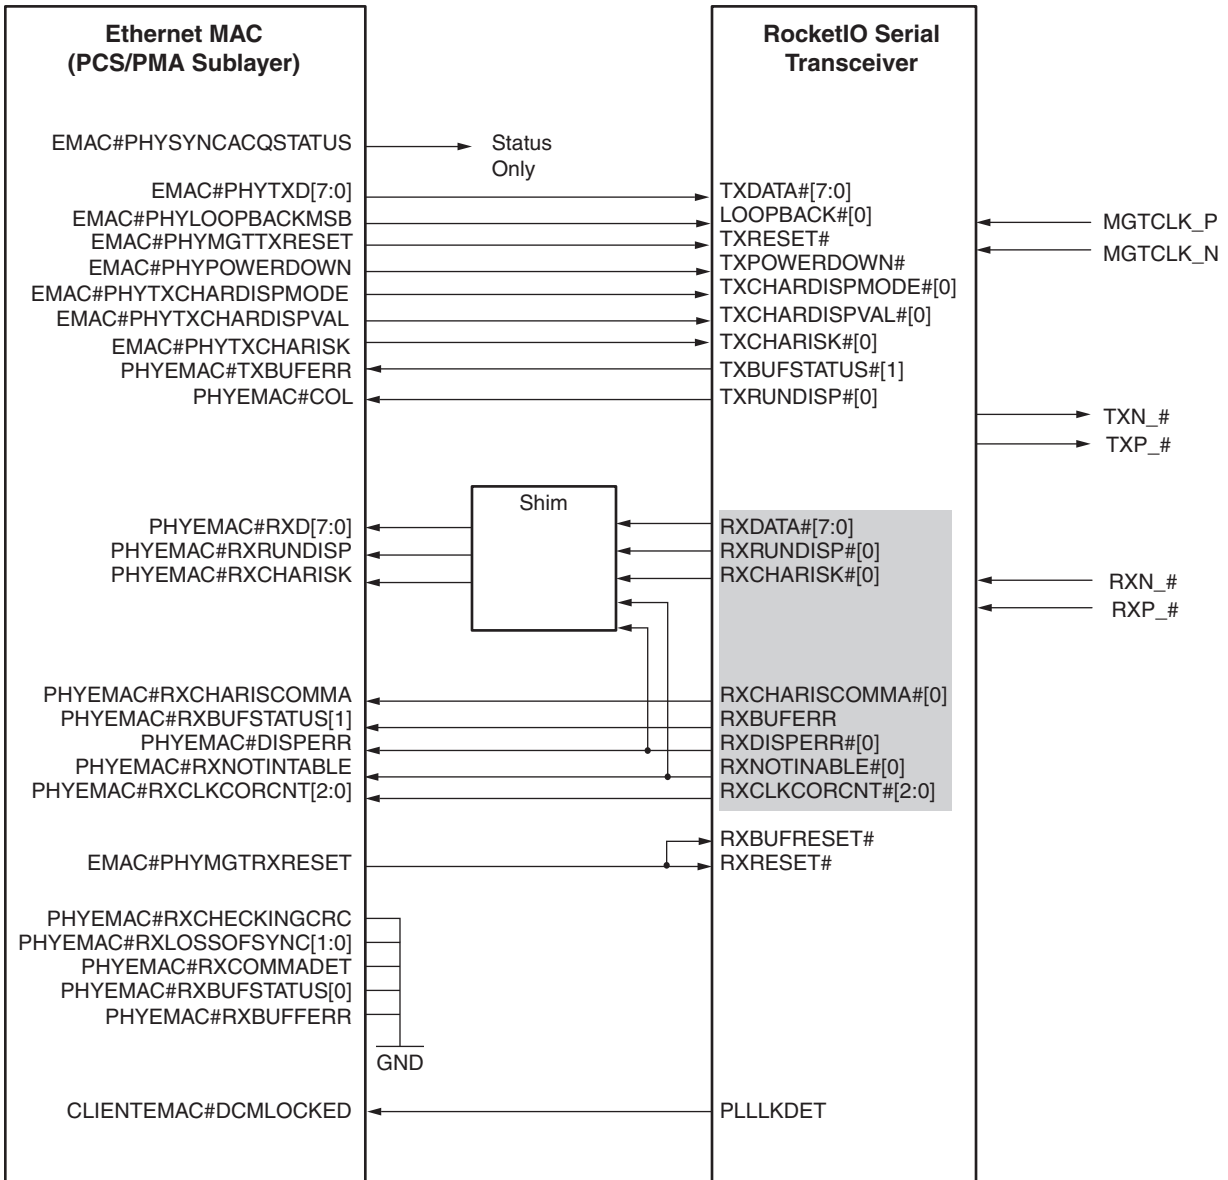 Ethernet MAC
(PCS/PMA Sublayer)
RocketIO Serial
Transceiver
EMAC#PHYSYNCACQSTATUS
Status
Only
EMAC#PHYTXD[7:0]
TXDATA#[7:0]
EMAC#PHYLOOPBACKMSB
LOOPBACK#[0]
MGTCLK_P
EMAC#PHYMGTTXRESET
TXRESET#
MGTCLK_N
EMAC#PHYPOWERDOWN
TXPOWERDOWN#
EMAC#PHYTXCHARDISPMODE
TXCHARDISPMODE#[0]
EMAC#PHYTXCHARDISPVAL
TXCHARDISPVAL#[0]
EMAC#PHYTXCHARISK
TXCHARISK#[0]
PHYEMAC#TXBUFERR
TXBUFSTATUS#[1]
PHYEMAC#COL
TXRUNDISP#[0]
TXN_#
TXP_#
Shim
PHYEMAC#RXD[7:0]
RXDATA#[7:0]
PHYEMAC#RXRUNDISP
RXRUNDISP#[0]
PHYEMAC#RXCHARISK
RXCHARISK#[0]
RXN_#
RXP_#
PHYEMAC#RXCHARISCOMMA
RXCHARISCOMMA#[0]
PHYEMAC#RXBUFSTATUS[1]
RXBUFERR
PHYEMAC#DISPERR
RXDISPERR#[0]
PHYEMAC#RXNOTINTABLE
RXNOTINABLE#[0]
PHYEMAC#RXCLKCORCNT[2:0]
RXCLKCORCNT#[2:0]
RXBUFRESET#
EMAC#PHYMGTRXRESET
RXRESET#
PHYEMAC#RXCHECKINGCRC
PHYEMAC#RXLOSSOFSYNC[1:0]
PHYEMAC#RXCOMMADET
PHYEMAC#RXBUFSTATUS[0]
PHYEMAC#RXBUFFERR
GND
CLIENTEMAC#DCMLOCKED
PLLLKDET